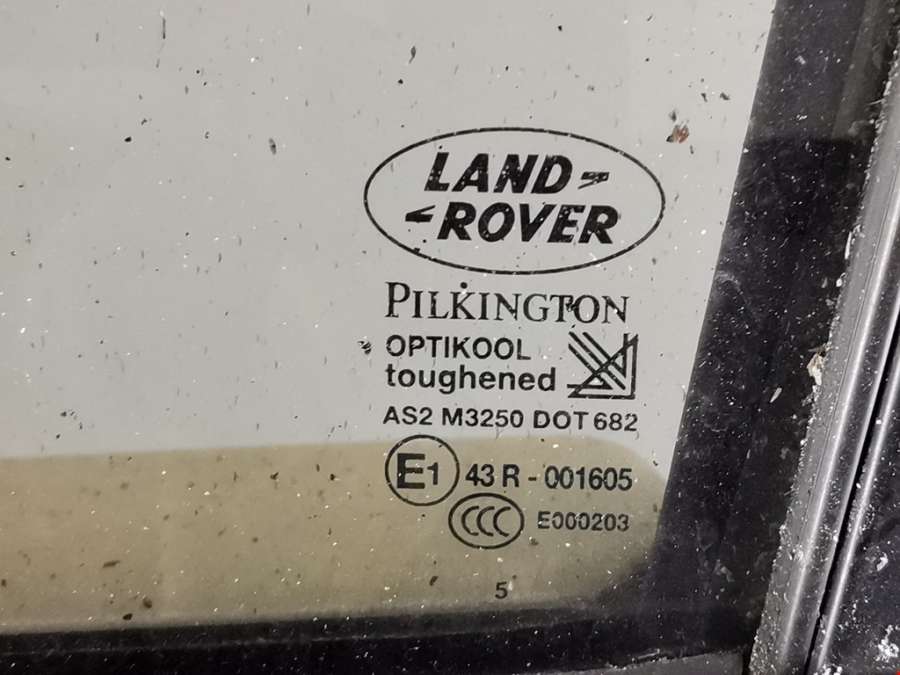 LAND
ROVER
PILKINGTON
OPTIKOOL
toughened
AS2 M3250 DOT 682
E1 43 R - 001605
CCC E000203
5